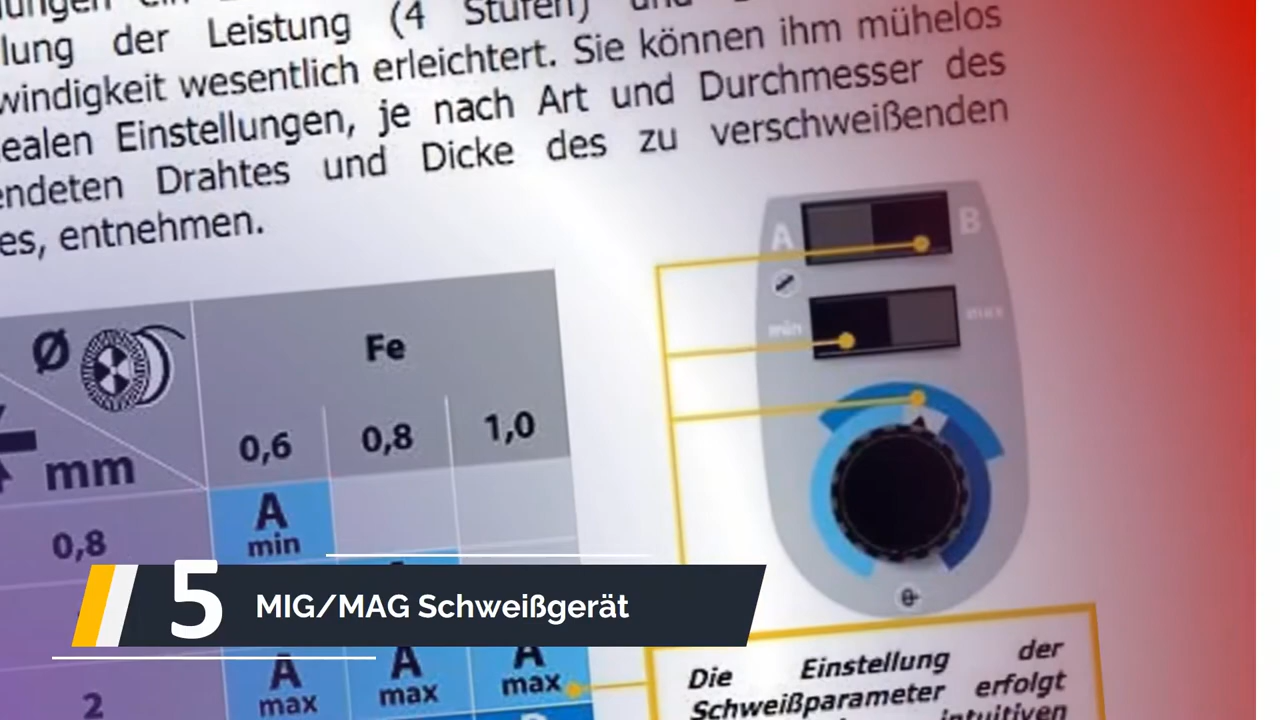 lung der Leistung (4 Stufen) und
windigkeit wesentlich erleichtert. Sie können ihm mühelos
ealen Einstellungen, je nach Art und Durchmesser des
endeten Drahtes und Dicke des zu verschweißenden
es, entnehmen.
A B
min max
Ø Fe
0,6 0,8 1,0
mm
0,8 A
min
5 MIG/MAG Schweißgerät
A A A
2 max max max
Die Einstellung der
Schweißparameter erfolgt
intuitiven